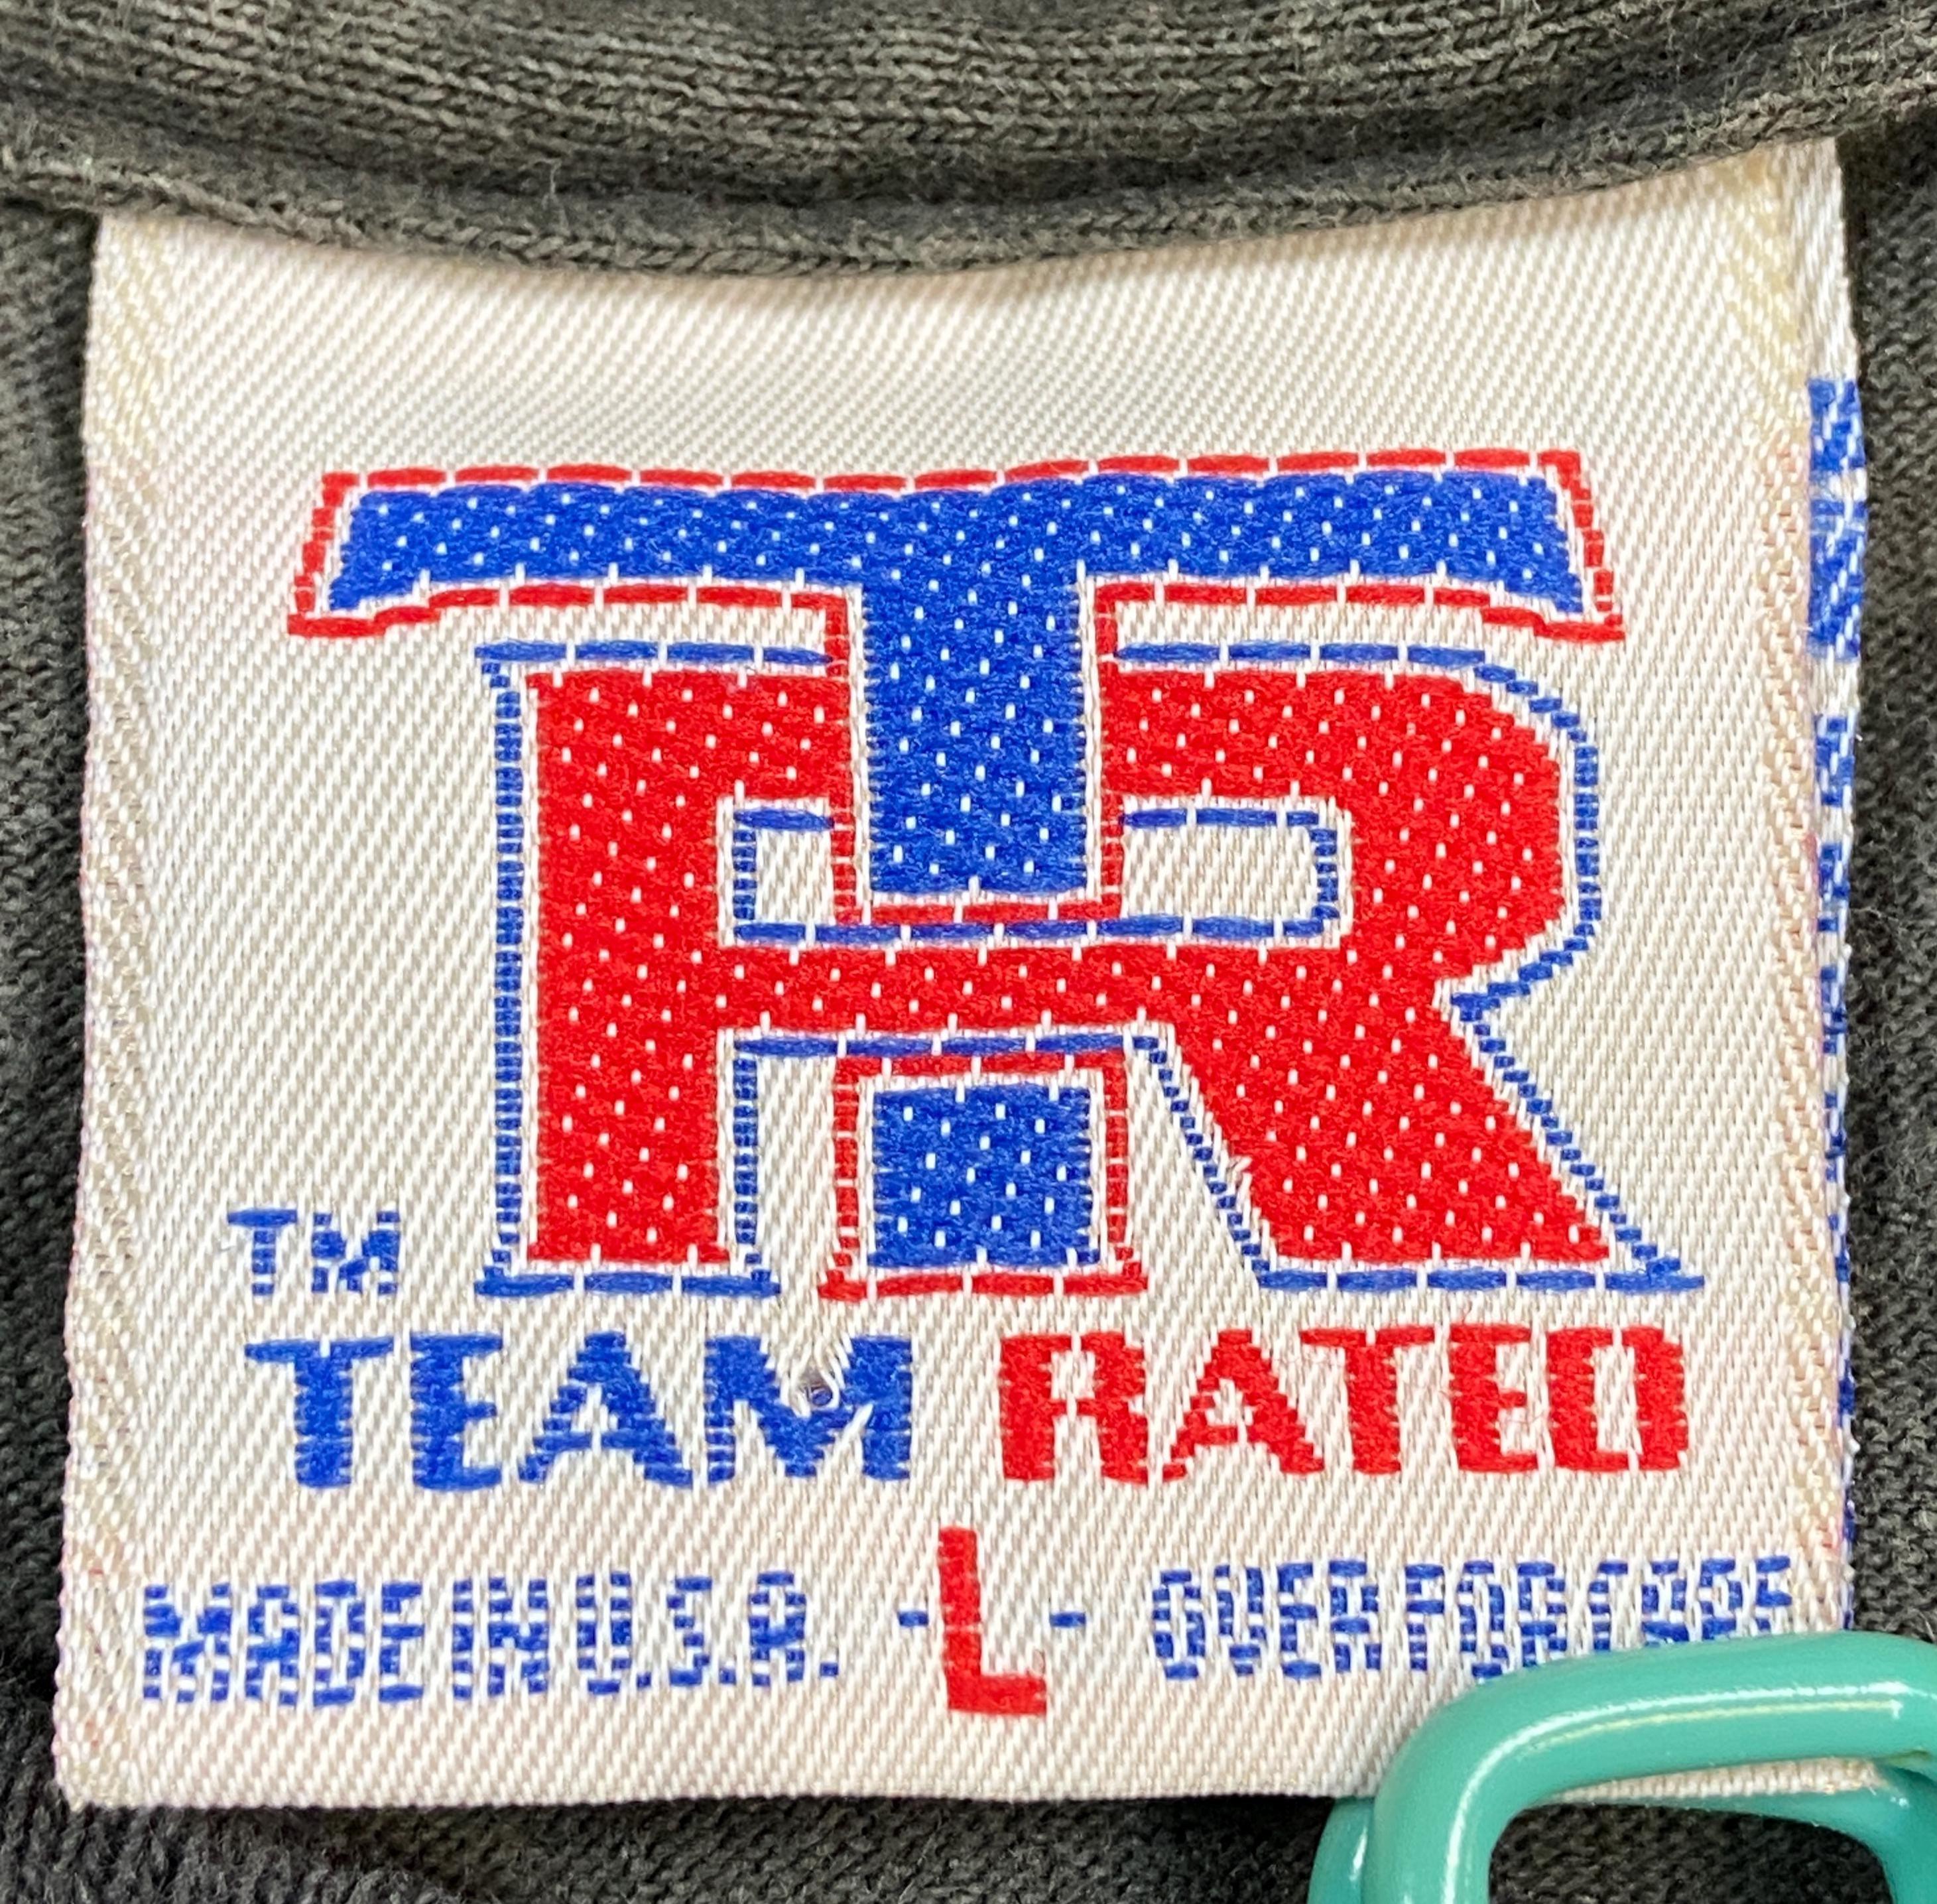 TR
TM
TEAM RATED
MADE IN U.S.A. - L - OVER FOR CARE